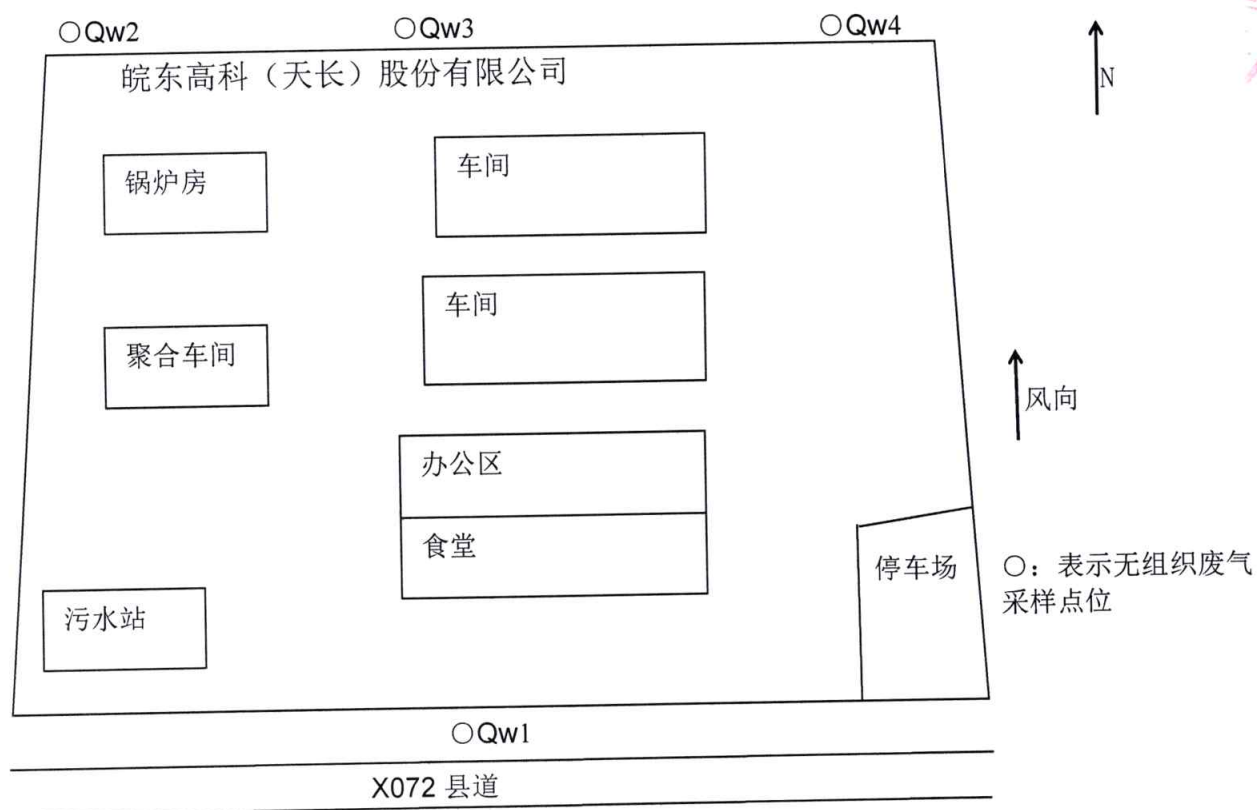 ○Qw2
○Qw3
○Qw4
皖东高科（天长）股份有限公司
N
锅炉房
车间
车间
聚合车间
风向
办公区
食堂
停车场
○：表示无组织废气
采样点位
污水站
○Qw1
X072 县道